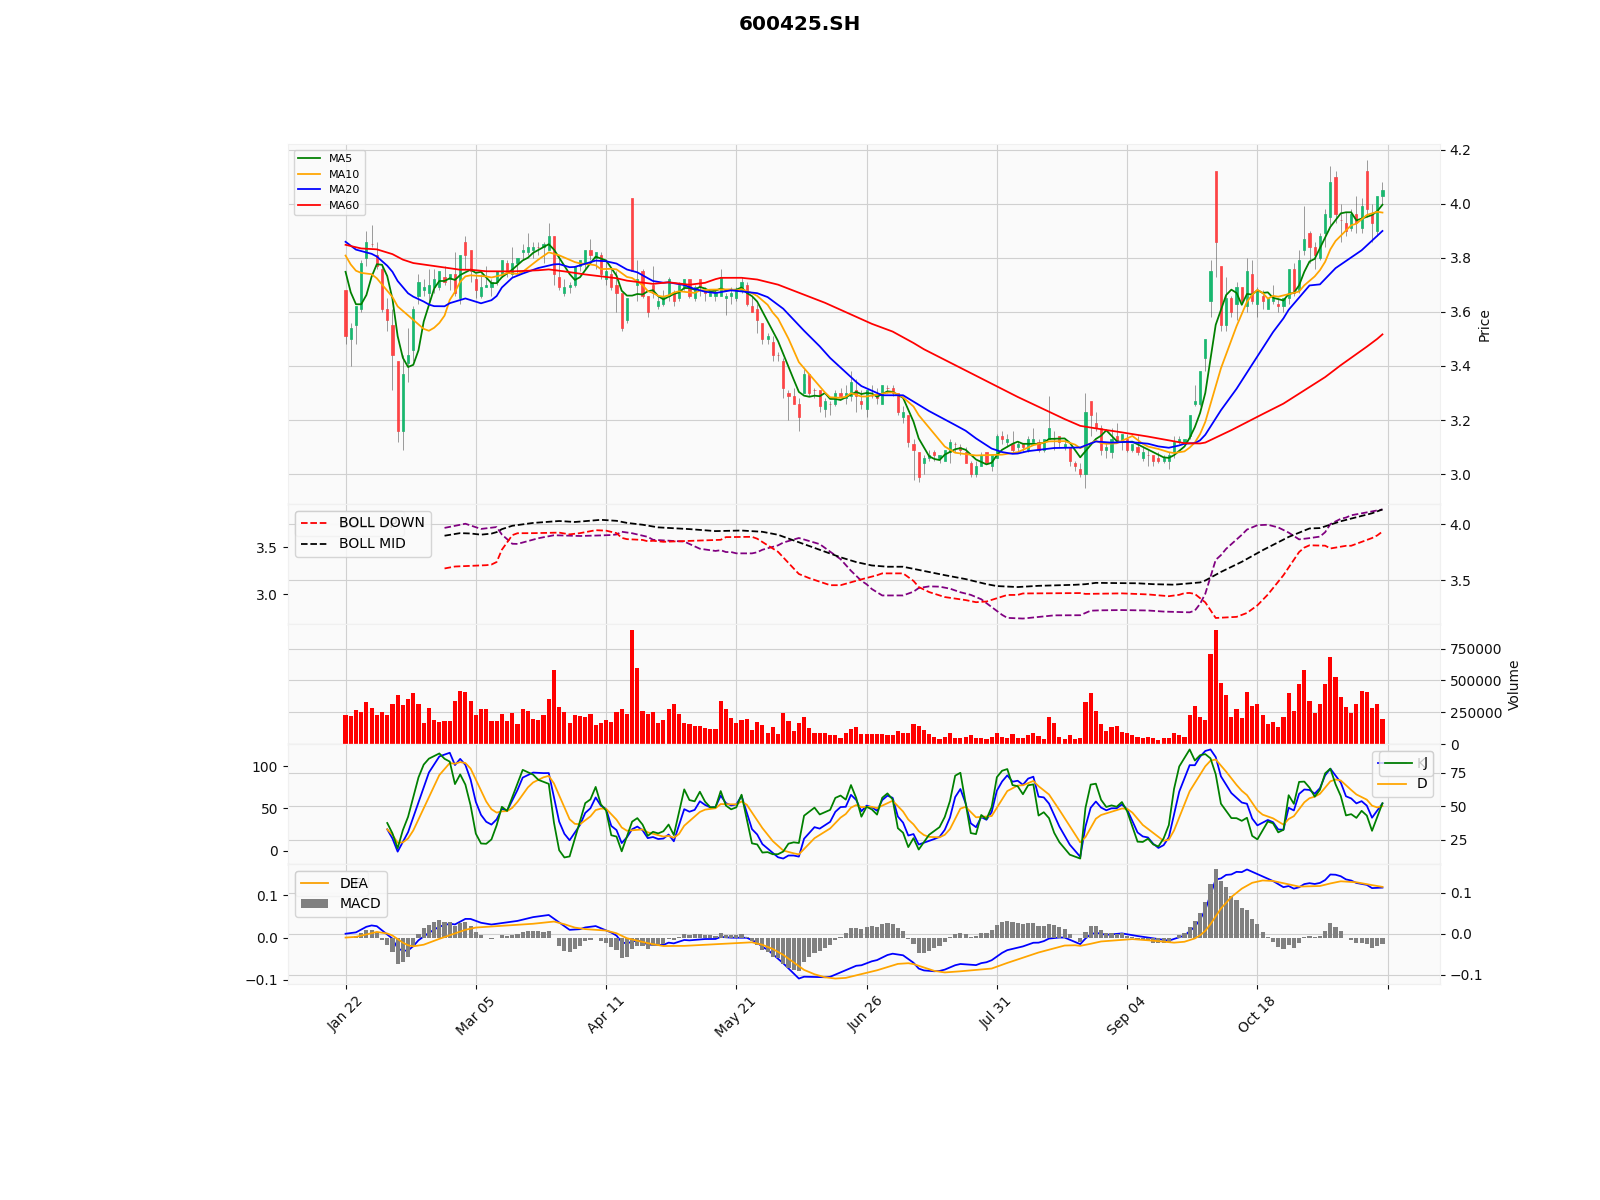 600425.SH
MA5
MA10
MA20
MA60
4.2
4.0
3.8
3.6
3.4
3.2
3.0
Price
BOLL DOWN
BOLL MID
3.5
3.0
4.0
3.5
750000
500000
250000
0
Volume
100
50
0
J
D
75
50
25
DEA
MACD
0.1
0.0
−0.1
0.1
0.0
−0.1
Jan 22
Mar 05
Apr 11
May 21
Jun 26
Jul 31
Sep 04
Oct 18